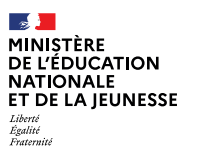 MINISTÈRE
DE L'ÉDUCATION
NATIONALE
ET DE LA JEUNESSE
Liberté
Égalité
Fraternité